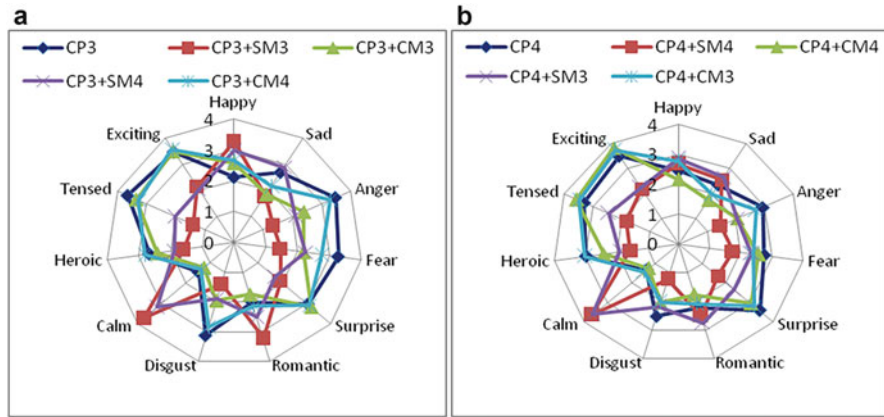 a
CP3 CP3+SM3 CP3+CM3
CP3+SM4 CP3+CM4
Happy
Exciting Sad
Tensed Anger
Heroic Fear
Calm Surprise
Disgust Romantic
4
3
2
1
0
b
CP4 CP4+SM4 CP4+CM4
CP4+SM3 CP4+CM3
Happy
Exciting Sad
Tensed Anger
Heroic Fear
Calm Surprise
Disgust Romantic
4
3
2
1
0